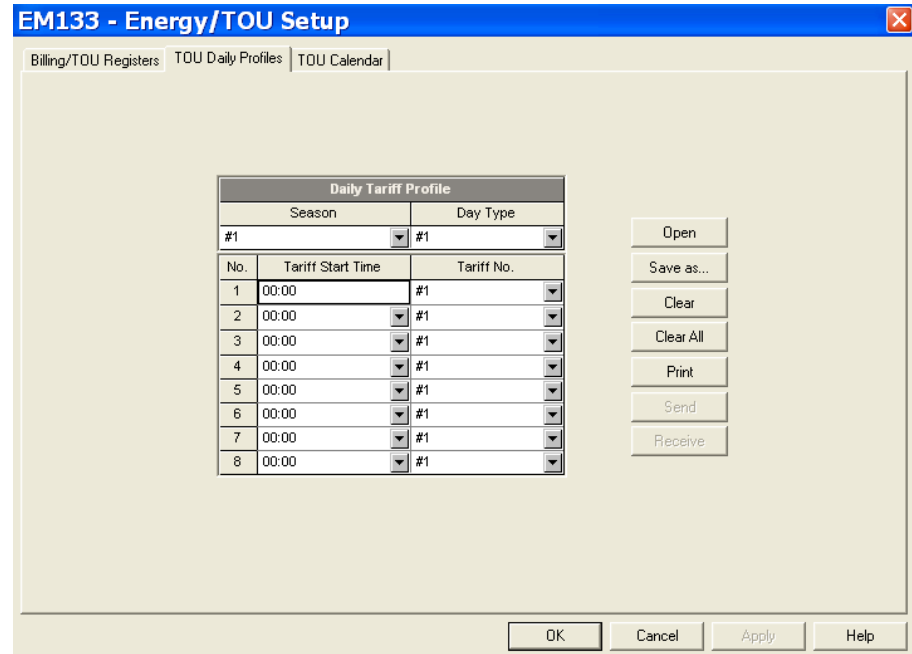 EM133 - Energy/TOU Setup
Billing/TOU Registers TOU Daily Profiles TOU Calendar
Daily Tariff Profile
Season Day Type
#1 #1
No. Tariff Start Time Tariff No.
1 00:00 #1
2 00:00 #1
3 00:00 #1
4 00:00 #1
5 00:00 #1
6 00:00 #1
7 00:00 #1
8 00:00 #1
Open
Save as...
Clear
Clear All
Print
Send
Receive
OK Cancel Apply Help